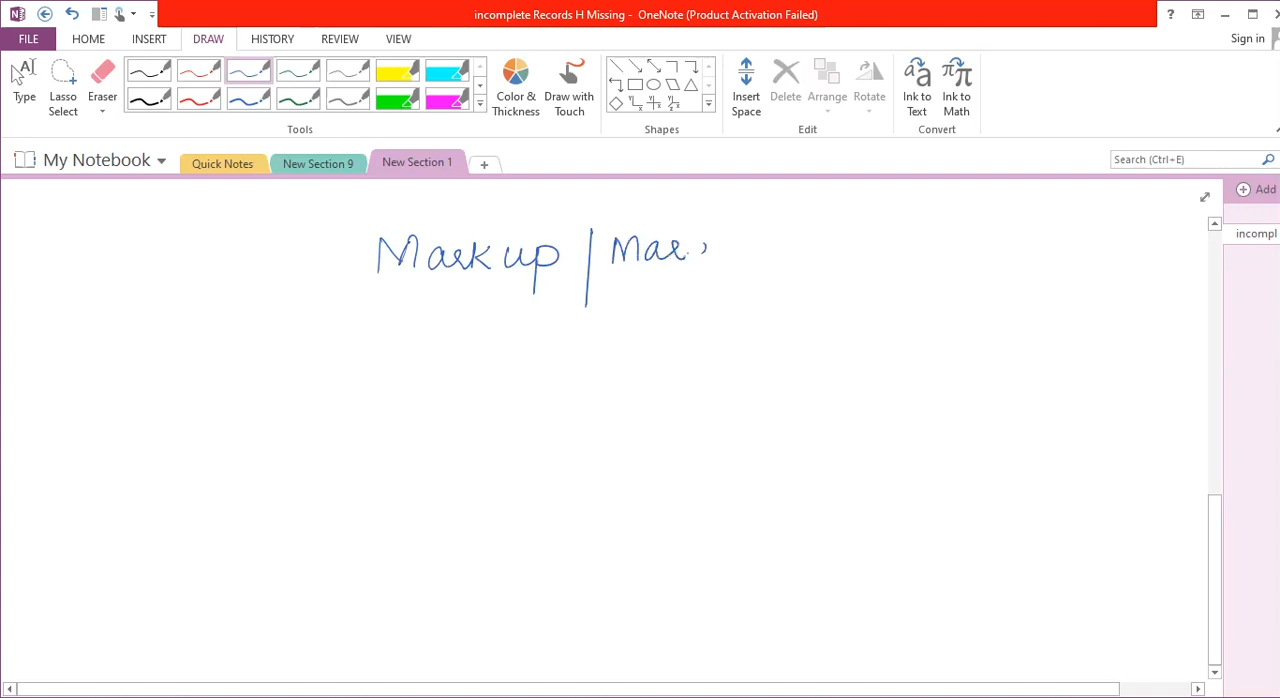 incomplete Records H Missing - OneNote (Product Activation Failed)
?
FILE HOME INSERT DRAW HISTORY REVIEW VIEW
Sign in
Type
Lasso Select
Eraser
Color & Thickness
Draw with Touch
Insert Space
Delete
Arrange
Rotate
Ink to Text
Ink to Math
Tools
Shapes
Edit
Convert
My Notebook
Quick Notes
New Section 9
New Section 1
Search (Ctrl+E)
Add
incompl
Markup | Mar